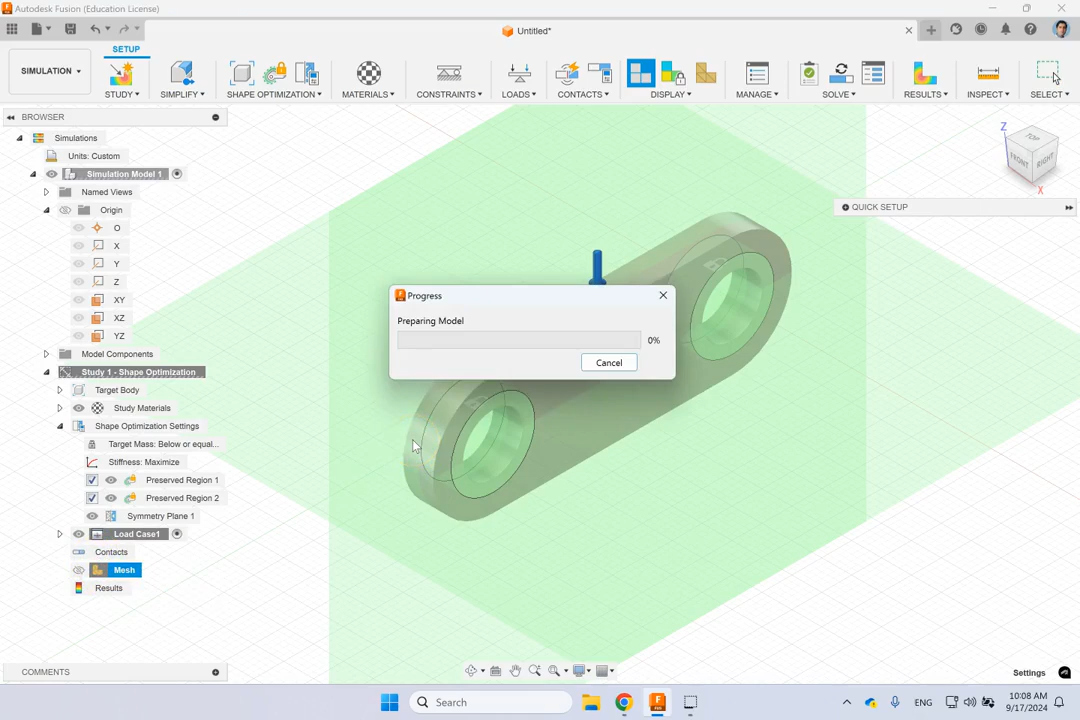 Autodesk Fusion (Education License)
Untitled*
SETUP
SIMULATION
STUDY
SIMPLIFY
SHAPE OPTIMIZATION
MATERIALS
CONSTRAINTS
LOADS
CONTACTS
DISPLAY
MANAGE
SOLVE
RESULTS
INSPECT
SELECT
BROWSER
Simulations
Units: Custom
Simulation Model 1
Named Views
Origin
O
X
Y
Z
XY
XZ
YZ
Model Components
Study 1 - Shape Optimization
Target Body
Study Materials
Shape Optimization Settings
Target Mass: Below or equal...
Stiffness: Maximize
Preserved Region 1
Preserved Region 2
Symmetry Plane 1
Load Case1
Contacts
Mesh
Results
Z
TOP
FRONT
RIGHT
X
QUICK SETUP
Progress
Preparing Model
0%
Cancel
COMMENTS
Settings
Search
ENG
10:08 AM
9/17/2024